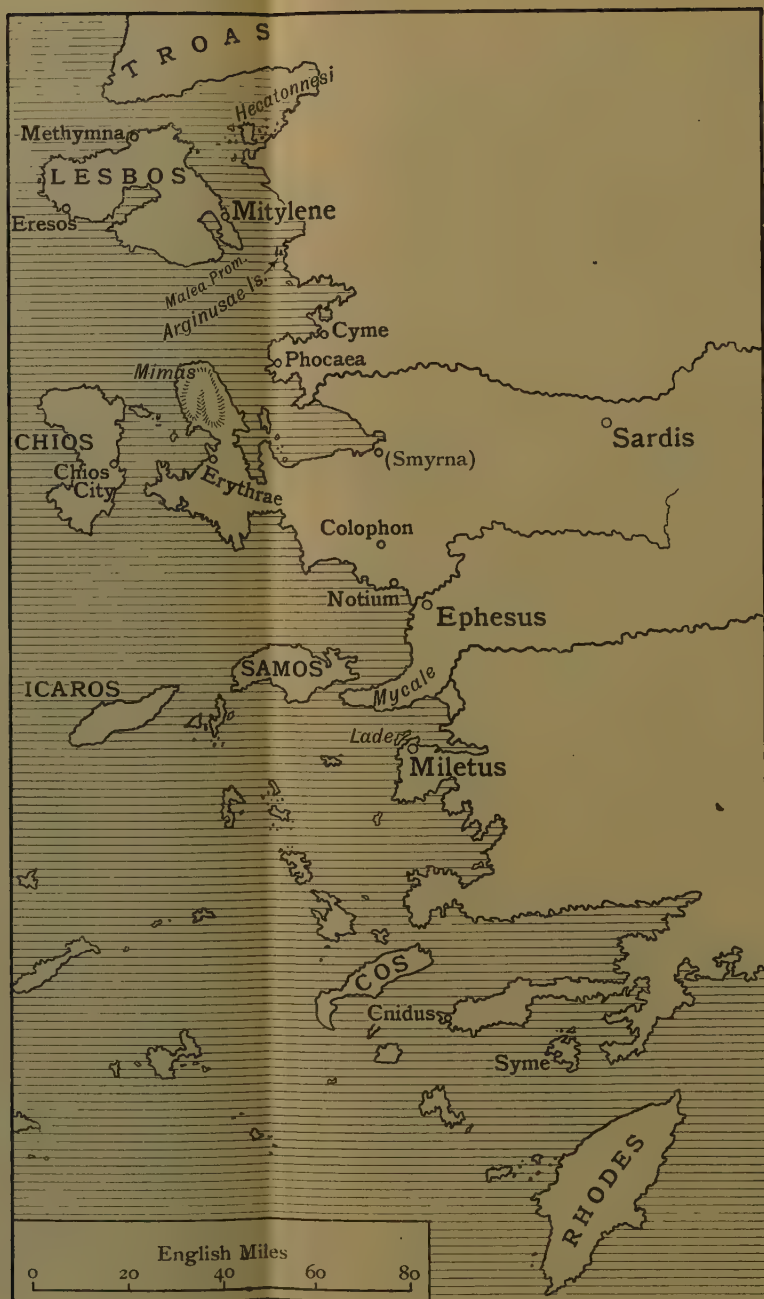 TROAS
Hecatonnesi
Methymna
LESBOS
Eresos
Mitylene
Malea Prom.
Arginusae Is.
Cyme
Phocaea
Mimas
CHIOS
Chios
City
Erythrae
(Smyrna)
Sardis
Colophon
Notium
Ephesus
SAMOS
ICAROS
Mycale
Lade
Miletus
COS
Cnidus
Syme
RHODES
English Miles
0 20 40 60 80